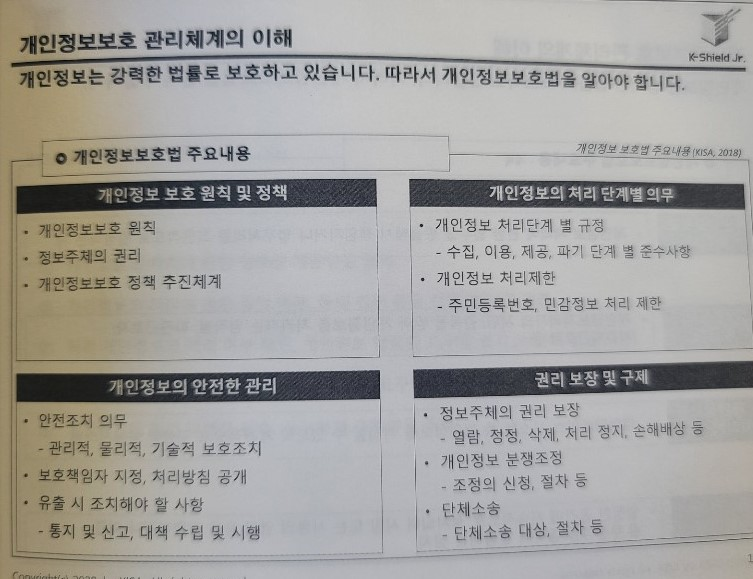 개인정보보호 관리체계의 이해
K-Shield Jr.
개인정보는 강력한 법률로 보호하고 있습니다. 따라서 개인정보보호법을 알아야 합니다.
개인정보보호법 주요내용
개인정보 보호법 주요내용 (KISA, 2018)
개인정보 보호 원칙 및 정책
• 개인정보보호 원칙
• 정보주체의 권리
• 개인정보보호 정책 추진체계
개인정보의 처리 단계별 의무
• 개인정보 처리단계 별 규정
- 수집, 이용, 제공, 파기 단계 별 준수사항
• 개인정보 처리제한
- 주민등록번호, 민감정보 처리 제한
개인정보의 안전한 관리
• 안전조치 의무
- 관리적, 물리적, 기술적 보호조치
• 보호책임자 지정, 처리방침 공개
• 유출 시 조치해야 할 사항
- 통지 및 신고, 대책 수립 및 시행
권리 보장 및 구제
• 정보주체의 권리 보장
- 열람, 정정, 삭제, 처리 정지, 손해배상 등
• 개인정보 분쟁조정
- 조정의 신청, 절차 등
• 단체소송
- 단체소송 대상, 절차 등